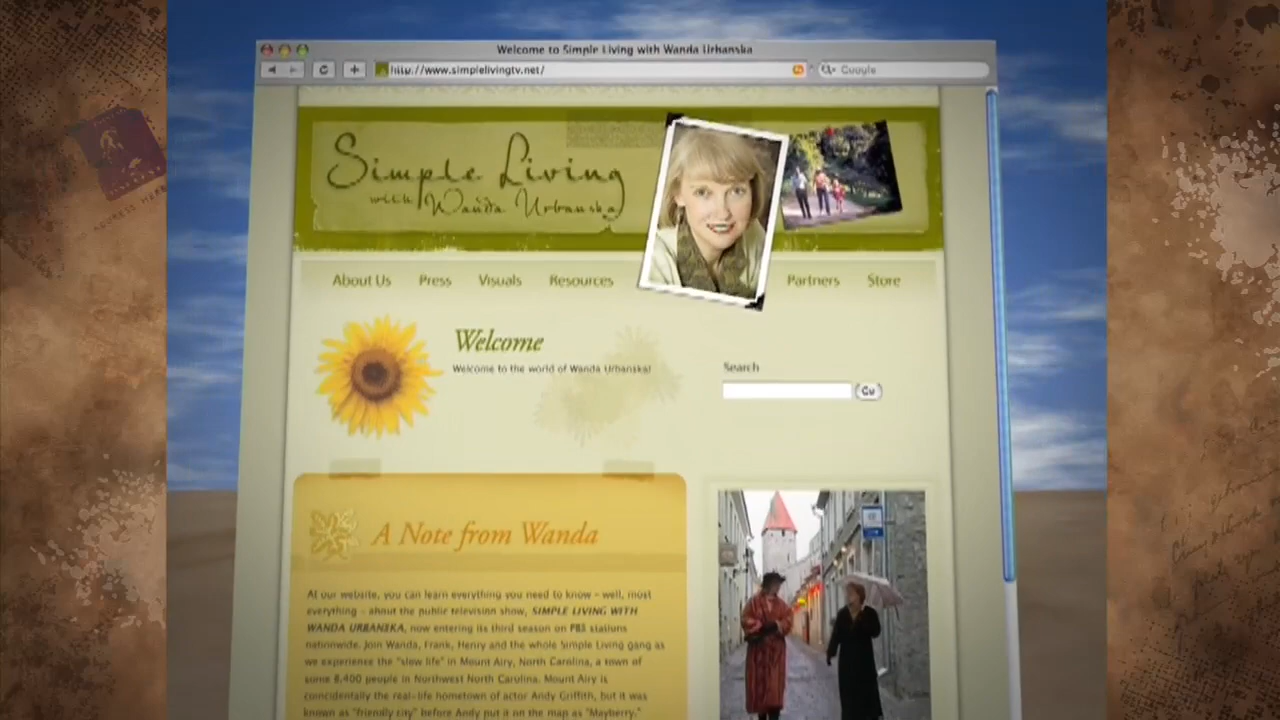 Welcome to Simple Living with Wanda Urbanska
http://www.simplelivingtv.net/
Google
Simple Living
with Wanda Urbanska
About Us
Press
Visuals
Resources
Partners
Store
Welcome
Welcome to the world of Wanda Urbanska!
Search
Go
A Note from Wanda
At our website, you can learn everything you need to know - well, most
everything - about the public television show, SIMPLE LIVING WITH
WANDA URBANSKA, now entering its third season on PBS stations
nationwide. Join Wanda, Frank, Henry and the whole Simple Living gang as
we experience the "slow life" in Mount Airy, North Carolina, a town of
some 8,400 people in Northwest North Carolina. Mount Airy is
coincidentally the real-life hometown of actor Andy Griffith, but it was
known as "friendly city" before Andy put it on the map as "Mayberry."